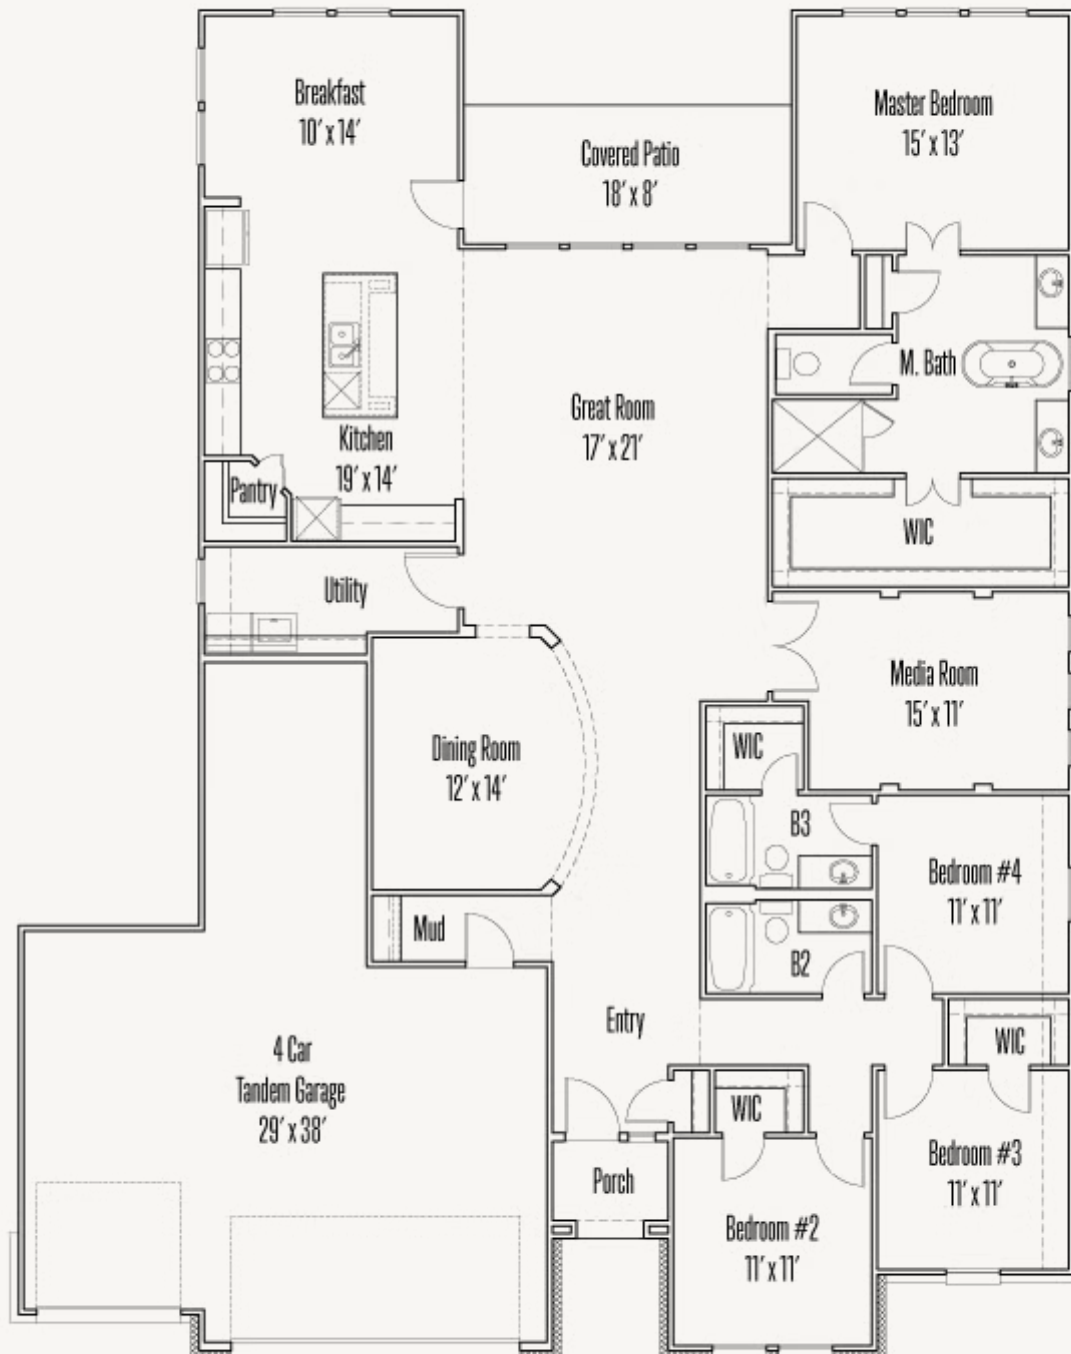 Breakfast
10' x 14'
Covered Patio
18' x 8'
Master Bedroom
15' x 13'
M. Bath
Great Room
17' x 21'
Kitchen
19' x 14'
Pantry
WIC
Utility
Media Room
15' x 11'
Dining Room
12' x 14'
WIC
B3
Bedroom #4
11' x 11'
Mud
B2
Entry
WIC
4 Car
Tandem Garage
29' x 38'
WIC
Porch
Bedroom #3
11' x 11'
Bedroom #2
11' x 11'